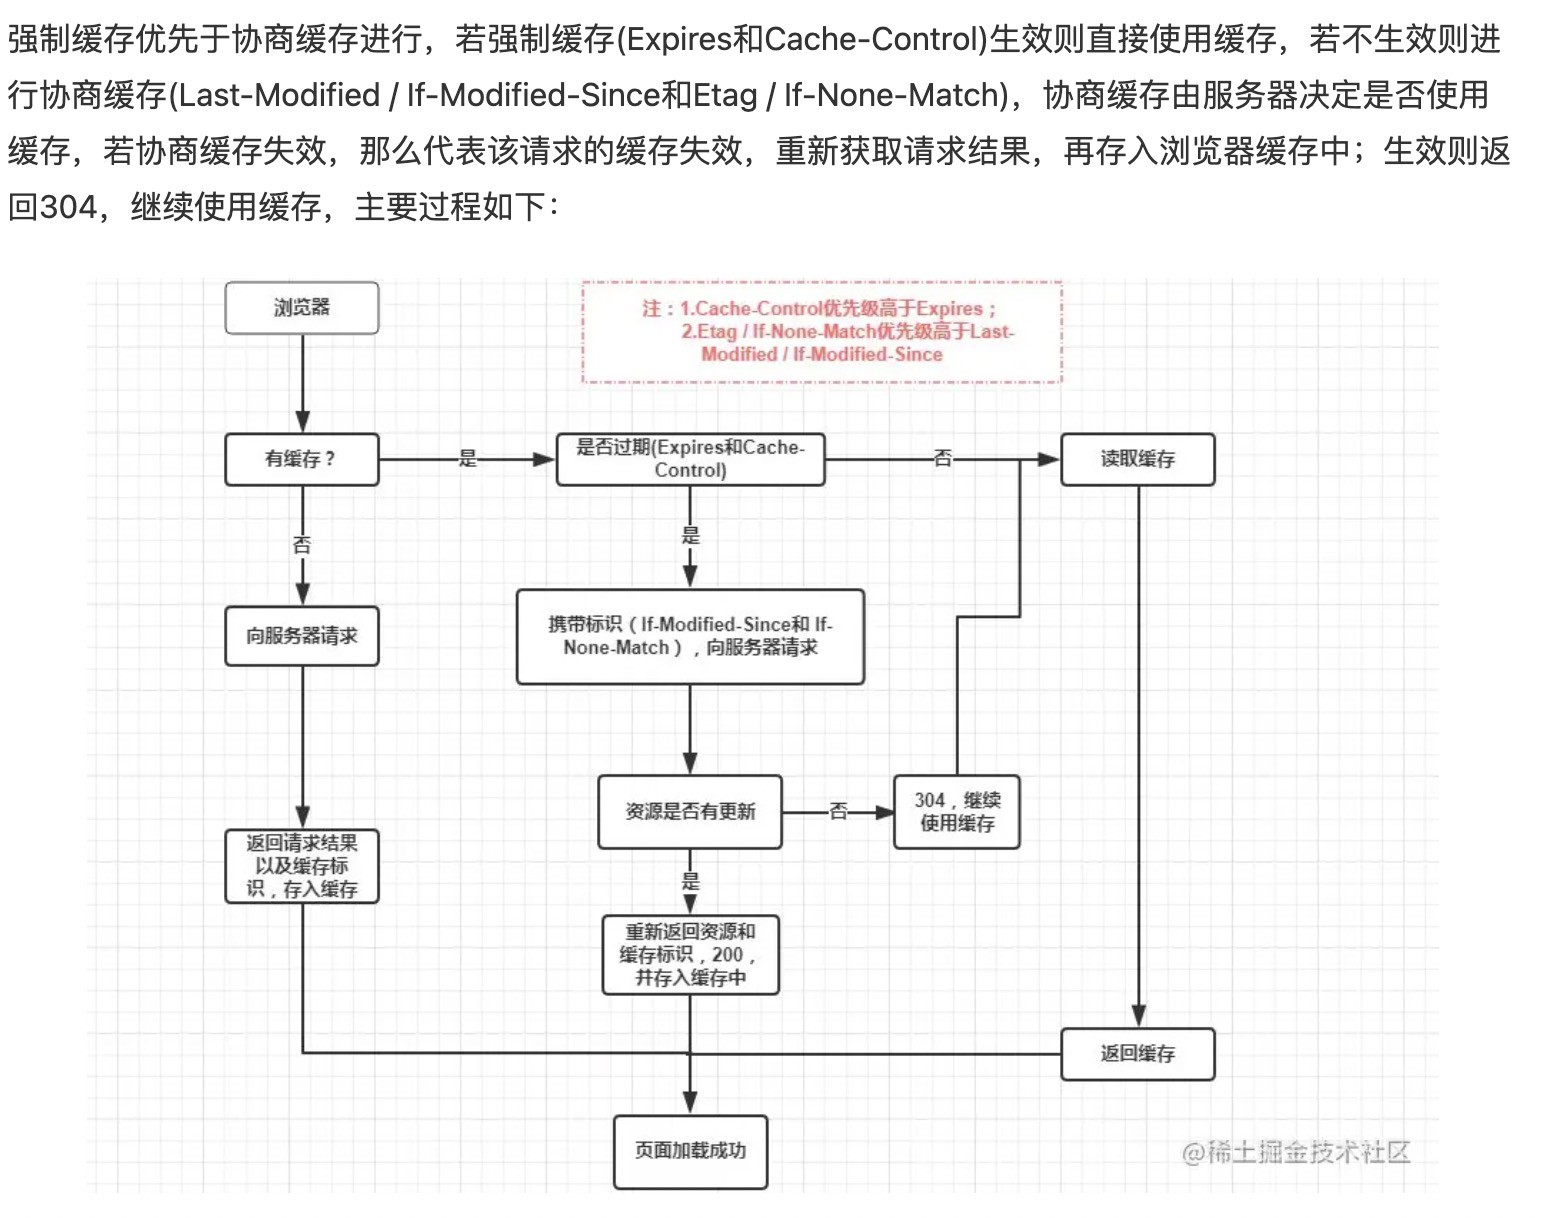 强制缓存优先于协商缓存进行，若强制缓存(Expires和Cache-Control)生效则直接使用缓存，若不生效则进
行协商缓存(Last-Modified / If-Modified-Since和Etag / If-None-Match)，协商缓存由服务器决定是否使用
缓存，若协商缓存失效，那么代表该请求的缓存失效，重新获取请求结果，再存入浏览器缓存中；生效则返
回304，继续使用缓存，主要过程如下：
浏览器
注：1.Cache-Control优先级高于Expires；
2.Etag / If-None-Match优先级高于Last-
Modified / If-Modified-Since
有缓存？
是
是否过期(Expires和Cache-
Control)
否
读取缓存
否
是
向服务器请求
携带标识（If-Modified-Since和 If-
None-Match），向服务器请求
资源是否有更新
否
304，继续
使用缓存
返回请求结果
以及缓存标
识，存入缓存
是
重新返回资源和
缓存标识，200，
并存入缓存中
返回缓存
页面加载成功
@稀土掘金技术社区